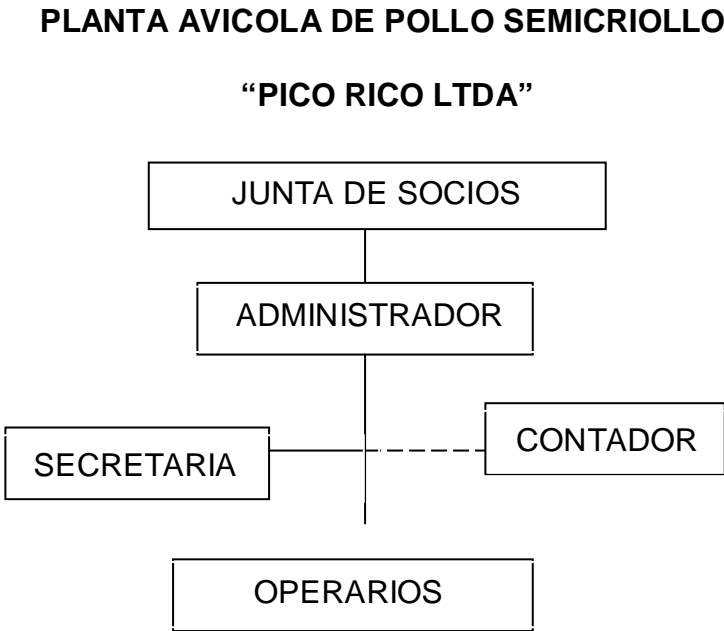 PLANTA AVICOLA DE POLLO SEMICRIOLLO
“PICO RICO LTDA”
JUNTA DE SOCIOS
ADMINISTRADOR
SECRETARIA
CONTADOR
OPERARIOS